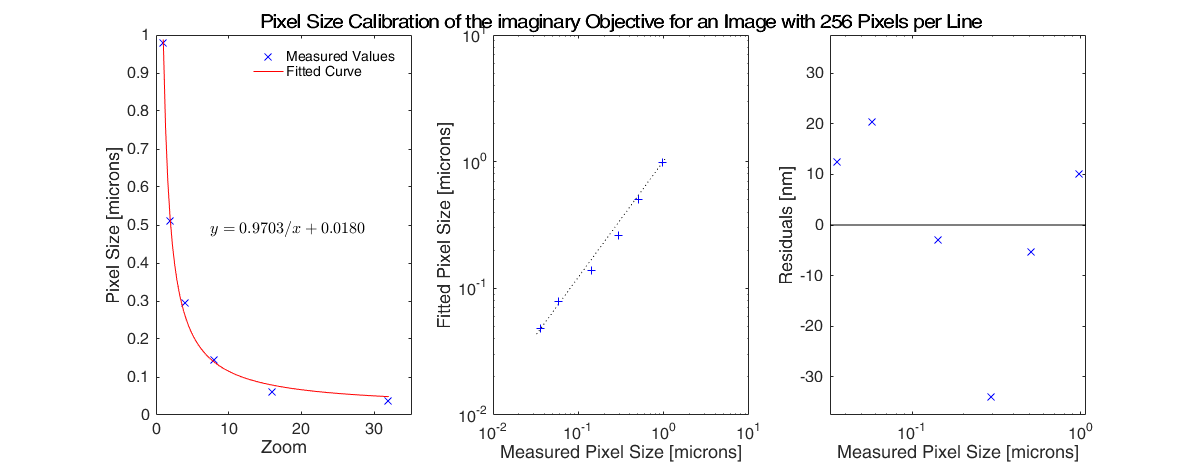 Pixel Size Calibration of the imaginary Objective for an Image with 256 Pixels per Line
Pixel Size [microns]
1
0.9
0.8
0.7
0.6
0.5
0.4
0.3
0.2
0.1
0
0 10 20 30
Zoom
Measured Values
Fitted Curve
y = 0.9703/x + 0.0180
Fitted Pixel Size [microns]
10^1
10^0
10^-1
10^-2
10^-2 10^-1 10^0 10^1
Measured Pixel Size [microns]
Residuals [nm]
30
20
10
0
-10
-20
-30
10^-1 10^0
Measured Pixel Size [microns]